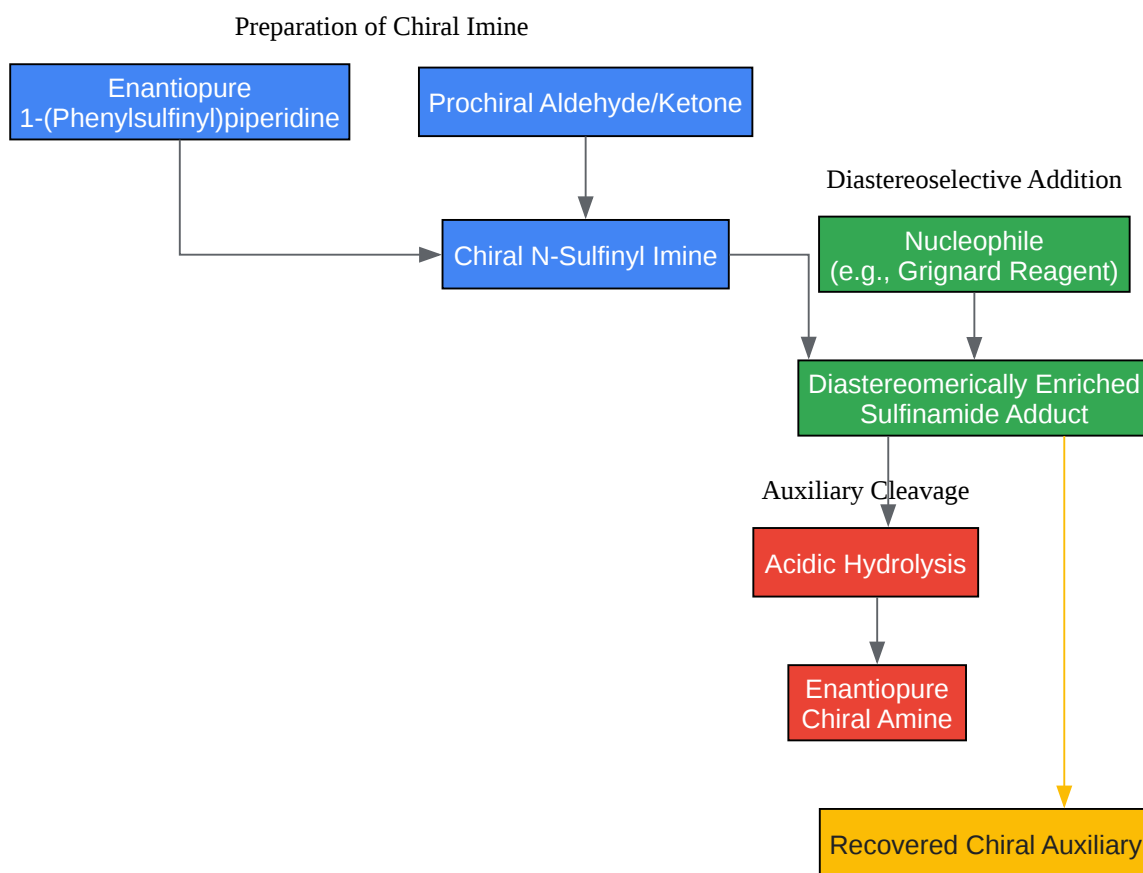 Preparation of Chiral Imine
Enantiopure
1-(Phenylsulfinyl)piperidine
Prochiral Aldehyde/Ketone
Diastereoselective Addition
Chiral N-Sulfinyl Imine
Nucleophile
(e.g., Grignard Reagent)
Diastereomerically Enriched
Sulfinamide Adduct
Auxiliary Cleavage
Acidic Hydrolysis
Enantiopure
Chiral Amine
Recovered Chiral Auxiliary